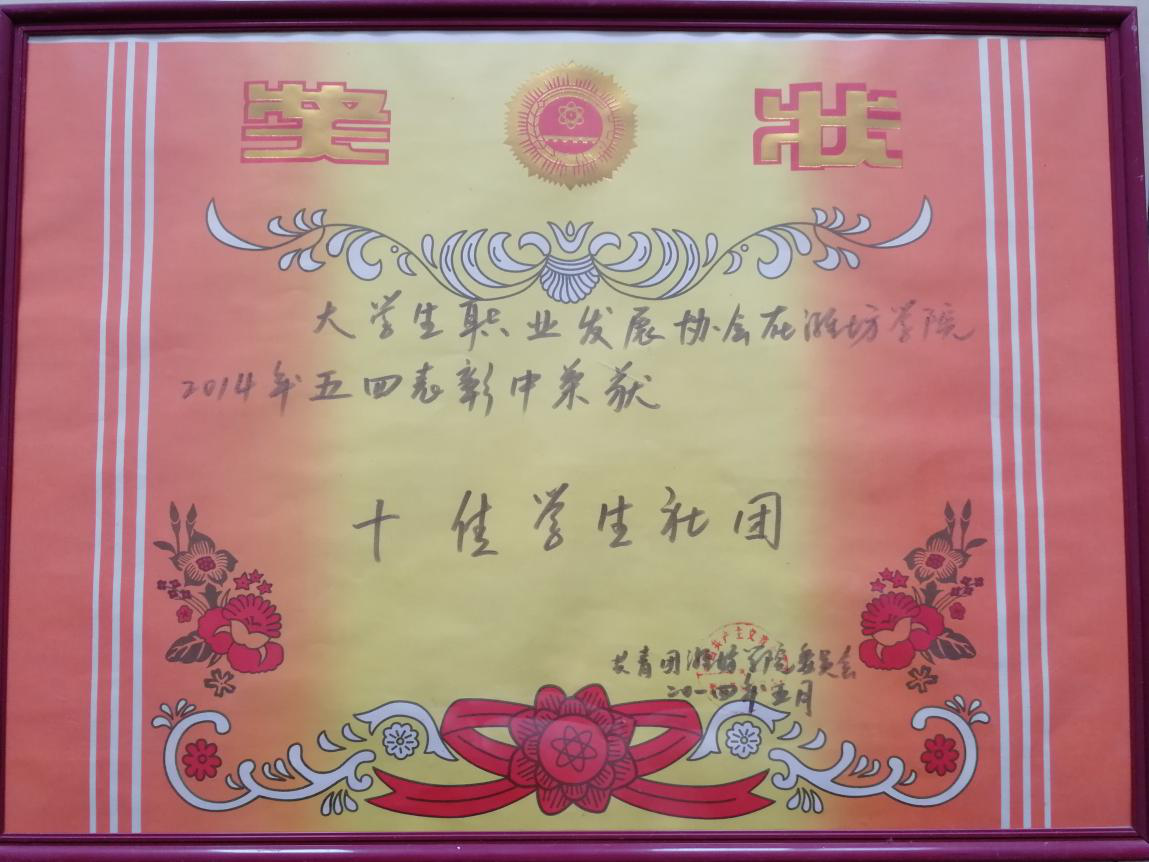 奖状
大学生职业发展协会在潍坊学院
2014年五四表彰中荣获
十佳学生社团
共青团潍坊学院委员会
二〇一四年五月